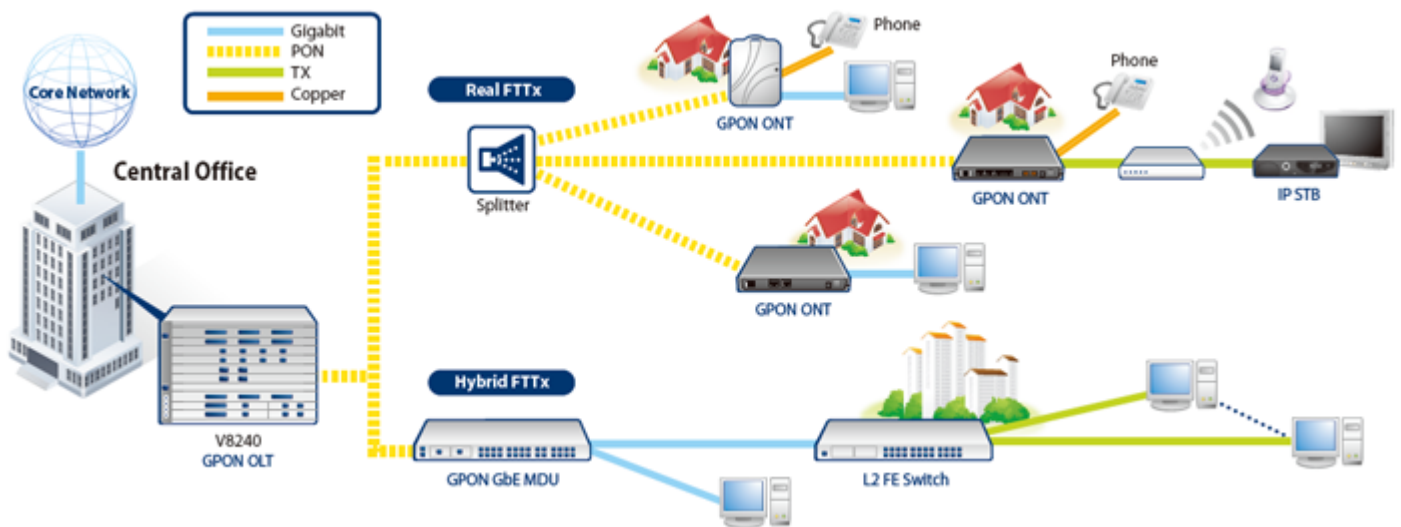 Gigabit
PON
TX
Copper
Core Network
Central Office
V8240
GPON OLT
Real FTTx
Splitter
Phone
GPON ONT
Phone
GPON ONT
IP STB
GPON ONT
Hybrid FTTx
GPON GbE MDU
L2 FE Switch